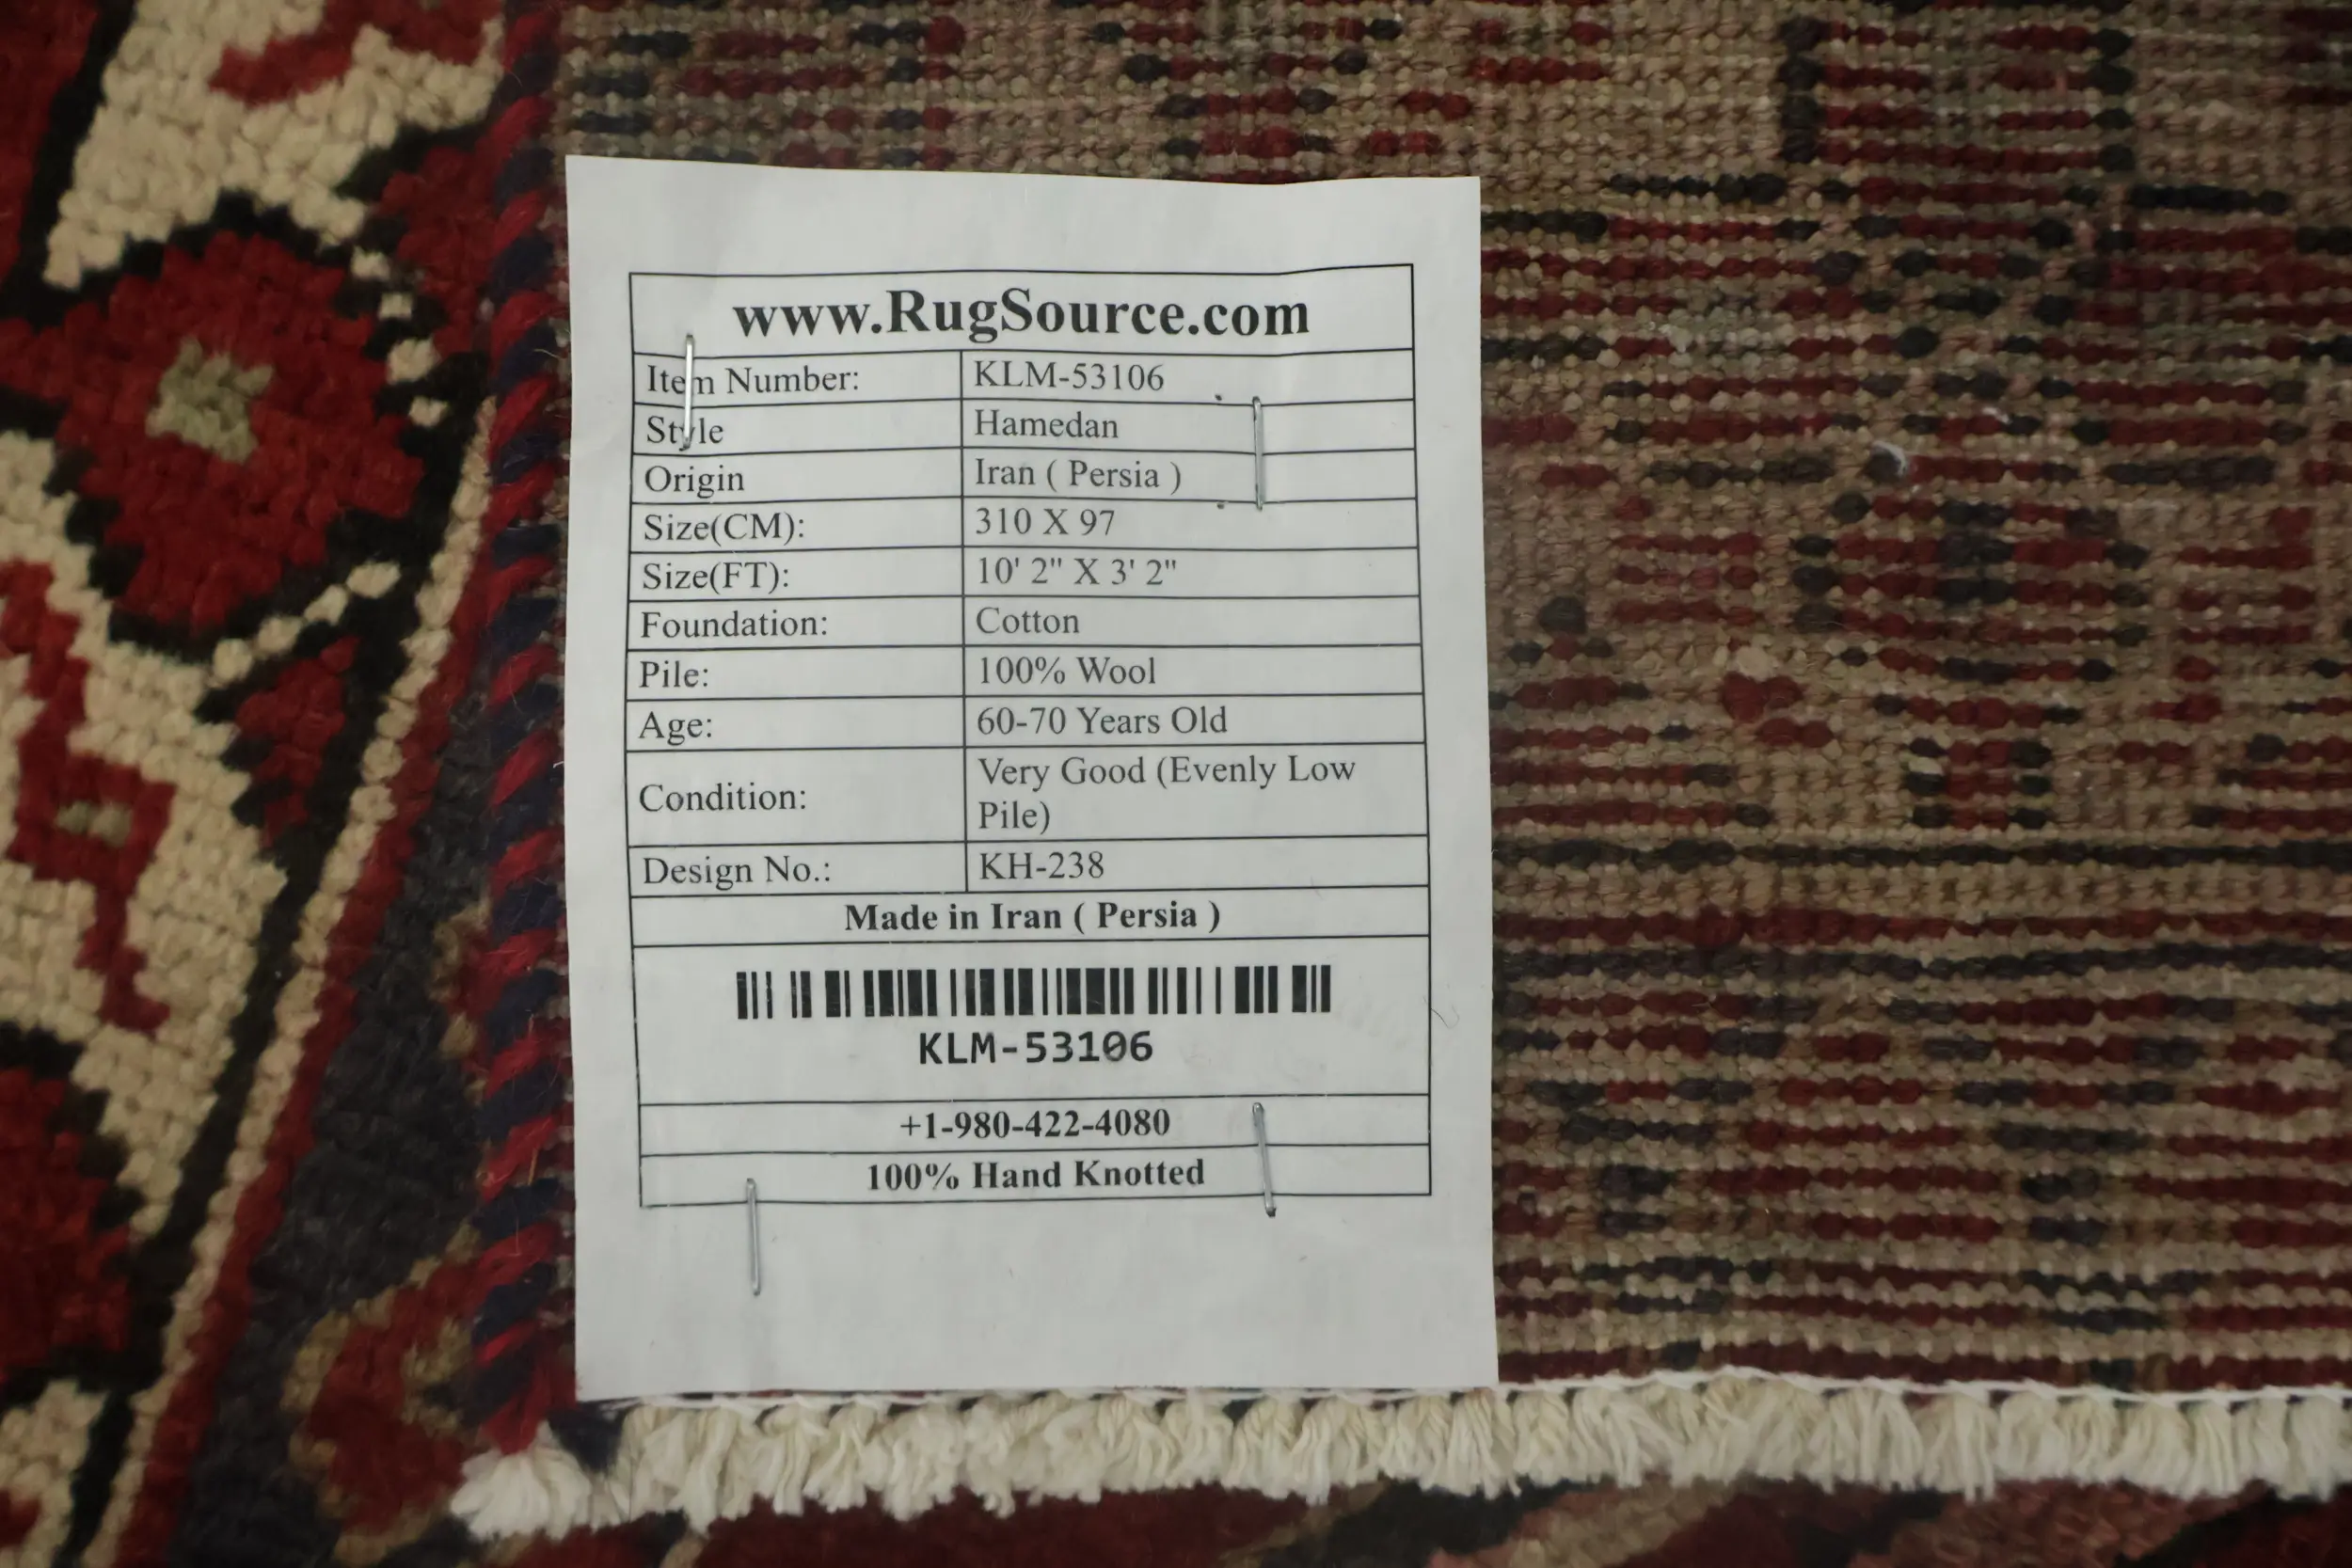 www.RugSource.com
Item Number: KLM-53106
Style Hamedan
Origin Iran ( Persia )
Size(CM): 310 X 97
Size(FT): 10' 2" X 3' 2"
Foundation: Cotton
Pile: 100% Wool
Age: 60-70 Years Old
Condition: Very Good (Evenly Low
Pile)
Design No.: KH-238
Made in Iran ( Persia )
KLM-53106
+1-980-422-4080
100% Hand Knotted